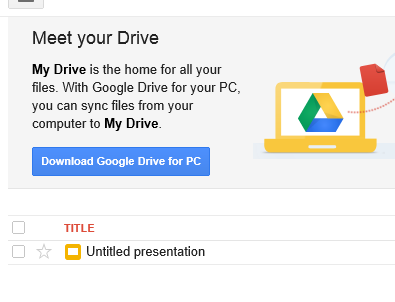 Meet your Drive
My Drive is the home for all your
files. With Google Drive for your PC,
you can sync files from your
computer to My Drive.
Download Google Drive for PC
TITLE
Untitled presentation